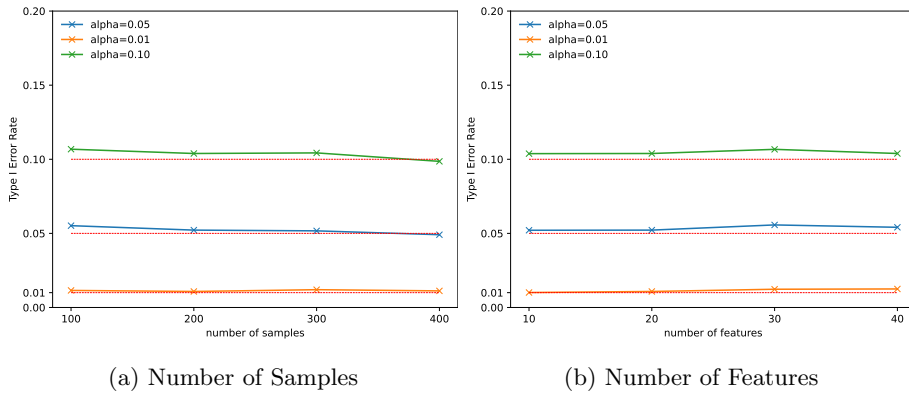 0.20
0.15
0.10
0.05
0.01
0.00
Type I Error Rate
alpha=0.05
alpha=0.01
alpha=0.10
100 200 300 400
number of samples
(a) Number of Samples
0.20
0.15
0.10
0.05
0.01
0.00
Type I Error Rate
alpha=0.05
alpha=0.01
alpha=0.10
10 20 30 40
number of features
(b) Number of Features